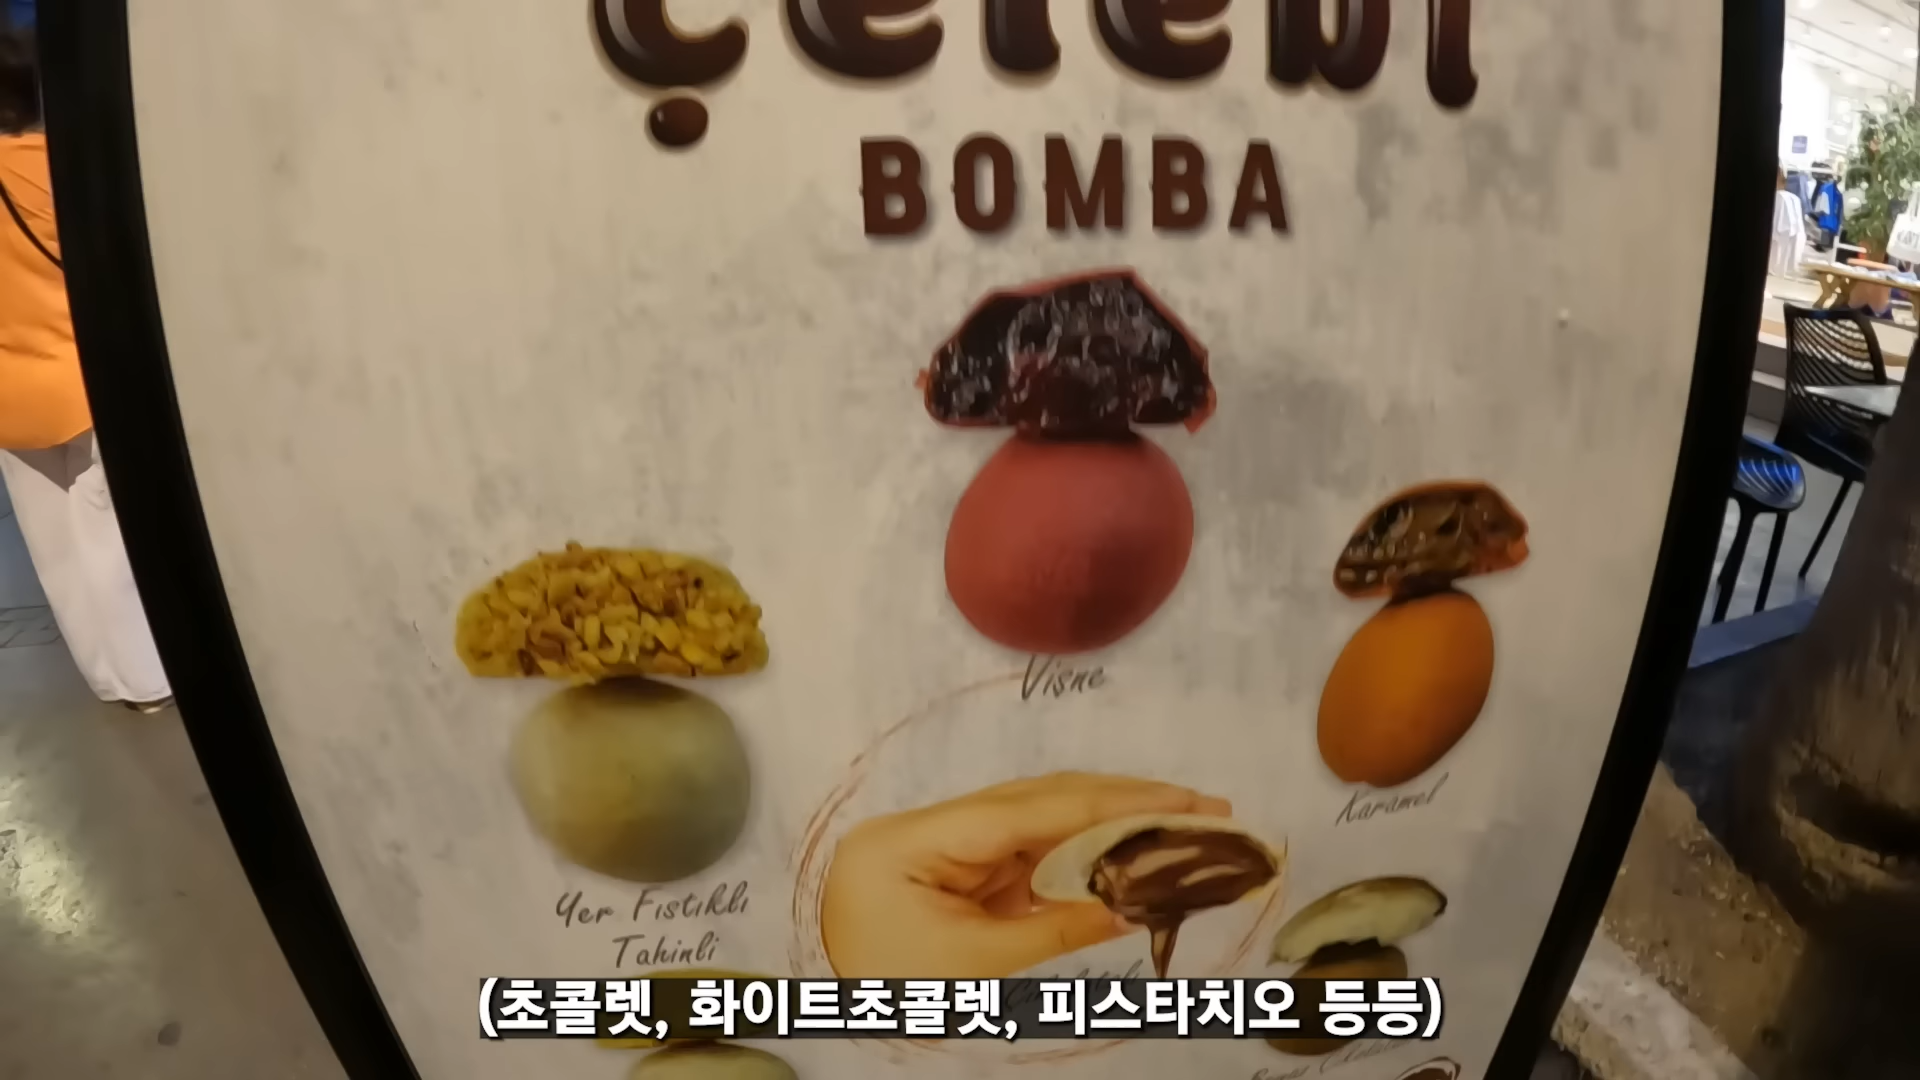 Çelebi
BOMBA
Vişne
Karamel
Yer Fıstıklı
Tahinli
(초콜렛, 화이트초콜렛, 피스타치오 등등)